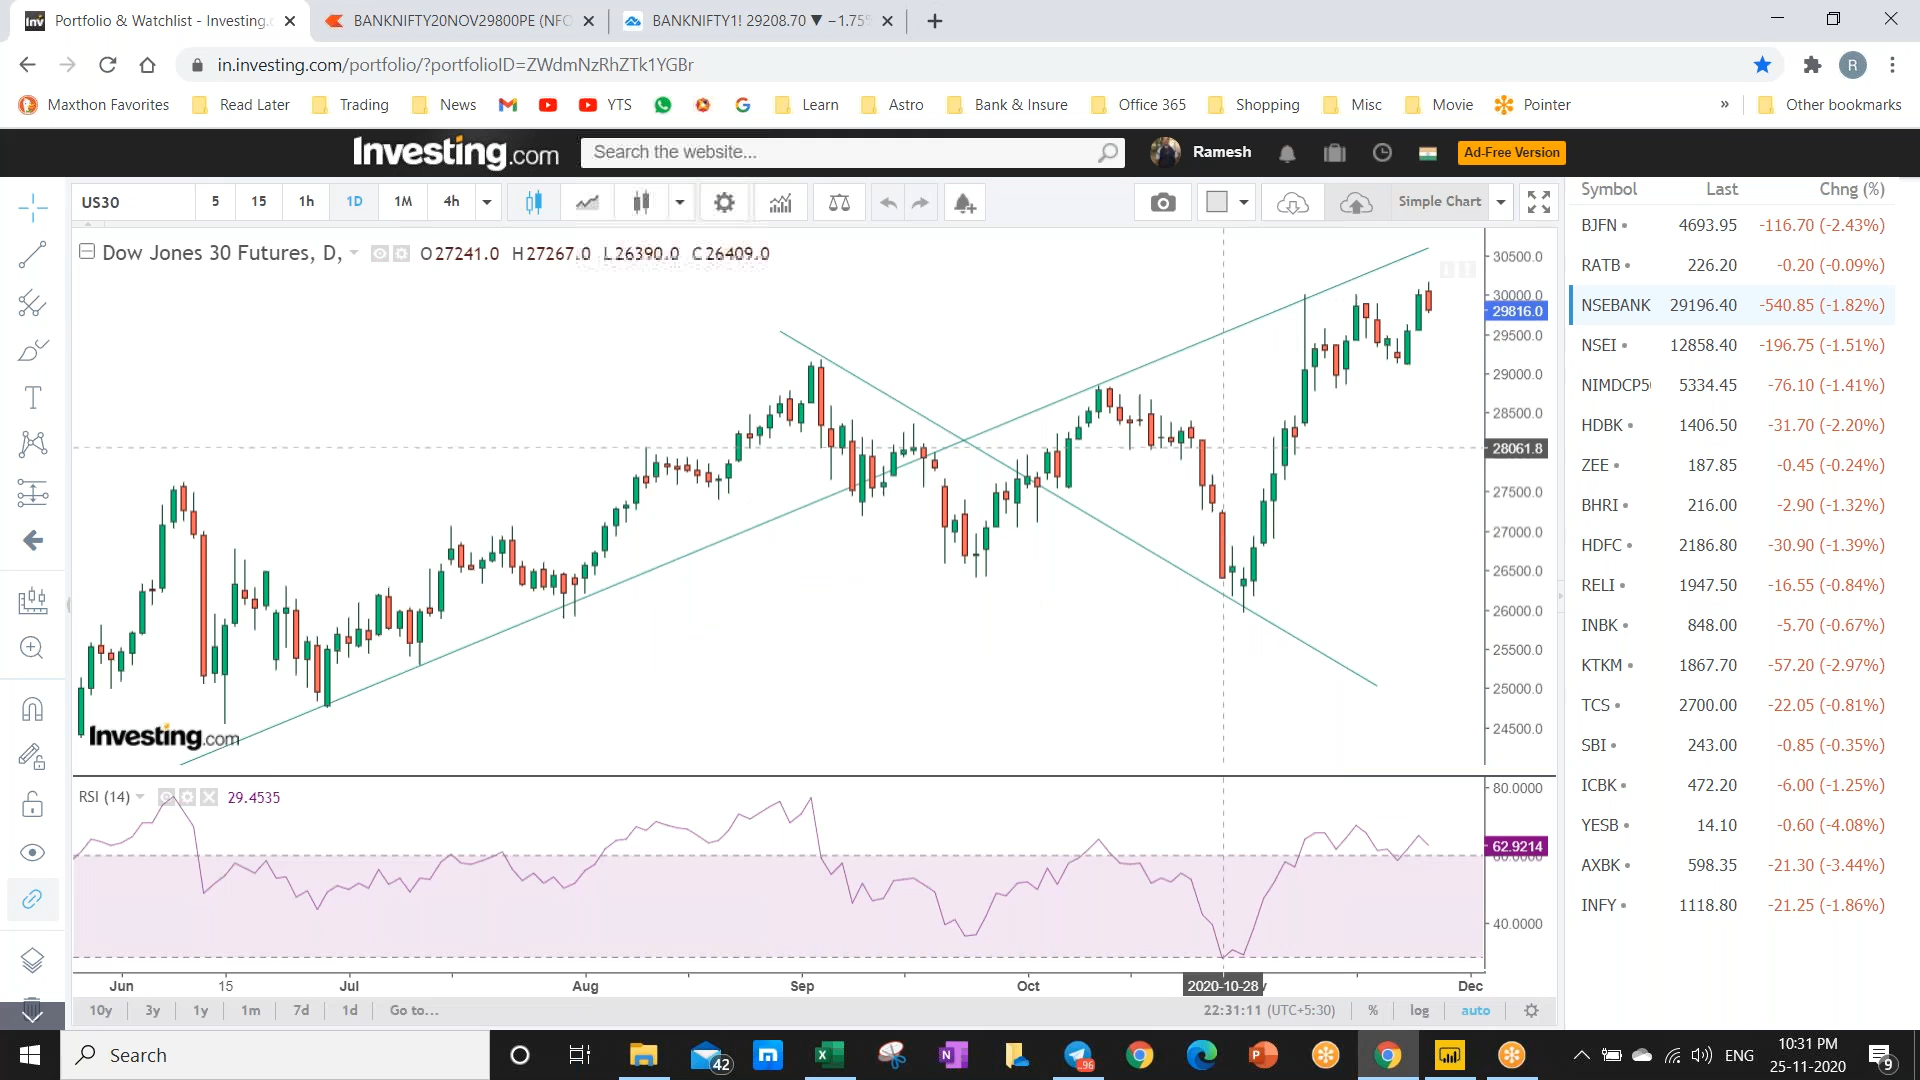 Portfolio & Watchlist - Investing.
BANKNIFTY20NOV29800PE (NFO
BANKNIFTY1! 29208.70 ▼ −1.75%
in.investing.com/portfolio/?portfolioID=ZWdmNzRhZTk1YGBr
R
Maxthon Favorites
Read Later
Trading
News
YTS
Learn
Astro
Bank & Insure
Office 365
Shopping
Misc
Movie
Pointer
»
Other bookmarks
Investing.com
Search the website...
Ramesh
Ad-Free Version
US30
5
15
1h
1D
1M
4h
Simple Chart
Dow Jones 30 Futures, D,
O27241.0 H27267.0 L26390.0 C26409.0
30500.0
30000.0
29816.0
29500.0
29000.0
28500.0
28061.8
27500.0
27000.0
26500.0
26000.0
25500.0
25000.0
24500.0
Investing.com
RSI (14)
29.4535
80.0000
62.9214
60.0000
40.0000
Jun
15
Jul
Aug
Sep
Oct
2020-10-28
Dec
10y
3y
1y
1m
7d
1d
Go to...
22:31:11 (UTC+5:30)
%
log
auto
Symbol Last Chng (%)
BJFN 4693.95 -116.70 (-2.43%)
RATB 226.20 -0.20 (-0.09%)
NSEBANK 29196.40 -540.85 (-1.82%)
NSEI 12858.40 -196.75 (-1.51%)
NIMDCP5 5334.45 -76.10 (-1.41%)
HDBK 1406.50 -31.70 (-2.20%)
ZEE 187.85 -0.45 (-0.24%)
BHRI 216.00 -2.90 (-1.32%)
HDFC 2186.80 -30.90 (-1.39%)
RELI 1947.50 -16.55 (-0.84%)
INBK 848.00 -5.70 (-0.67%)
KTKM 1867.70 -57.20 (-2.97%)
TCS 2700.00 -22.05 (-0.81%)
SBI 243.00 -0.85 (-0.35%)
ICBK 472.20 -6.00 (-1.25%)
YESB 14.10 -0.60 (-4.08%)
AXBK 598.35 -21.30 (-3.44%)
INFY 1118.80 -21.25 (-1.86%)
Search
42
96
ENG
10:31 PM
25-11-2020
9